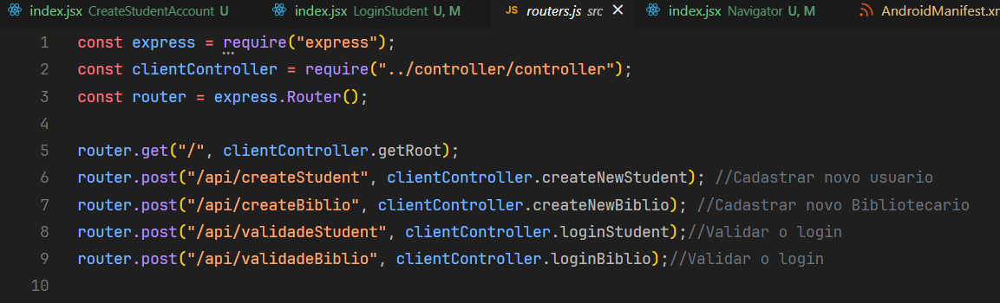 index.jsx CreateStudentAccount U index.jsx LoginStudent U, M JS routers.js src index.jsx Navigator U, M AndroidManifest.xm
1 const express = require("express");
2 const clientController = require("../controller/controller");
3 const router = express.Router();
4
5 router.get("/", clientController.getRoot);
6 router.post("/api/createStudent", clientController.createNewStudent); //Cadastrar novo usuario
7 router.post("/api/createBiblio", clientController.createNewBiblio); //Cadastrar novo Bibliotecario
8 router.post("/api/validadeStudent", clientController.loginStudent);//Validar o login
9 router.post("/api/validadeBiblio", clientController.loginBiblio);//Validar o login
10